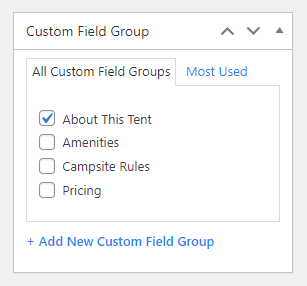 Custom Field Group
All Custom Field Groups Most Used
About This Tent
Amenities
Campsite Rules
Pricing
+ Add New Custom Field Group